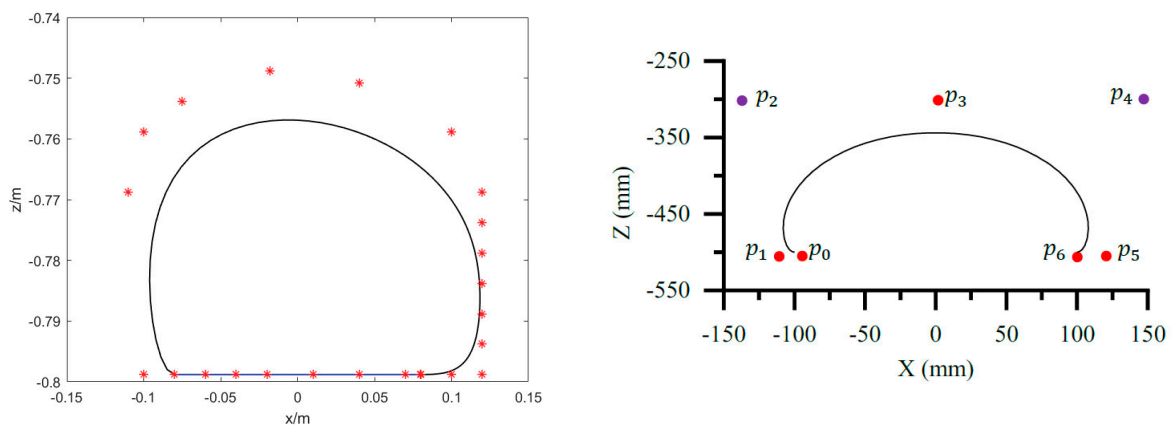 -0.74
-0.75
-0.76
-0.77
-0.78
-0.79
-0.8
z/m
-0.15
-0.1
-0.05
0
0.05
0.1
0.15
x/m
-250
-350
-450
-550
Z (mm)
p₂
p₃
p₄
p₁
p₀
p₆
p₅
-150
-100
-50
0
50
100
150
X (mm)